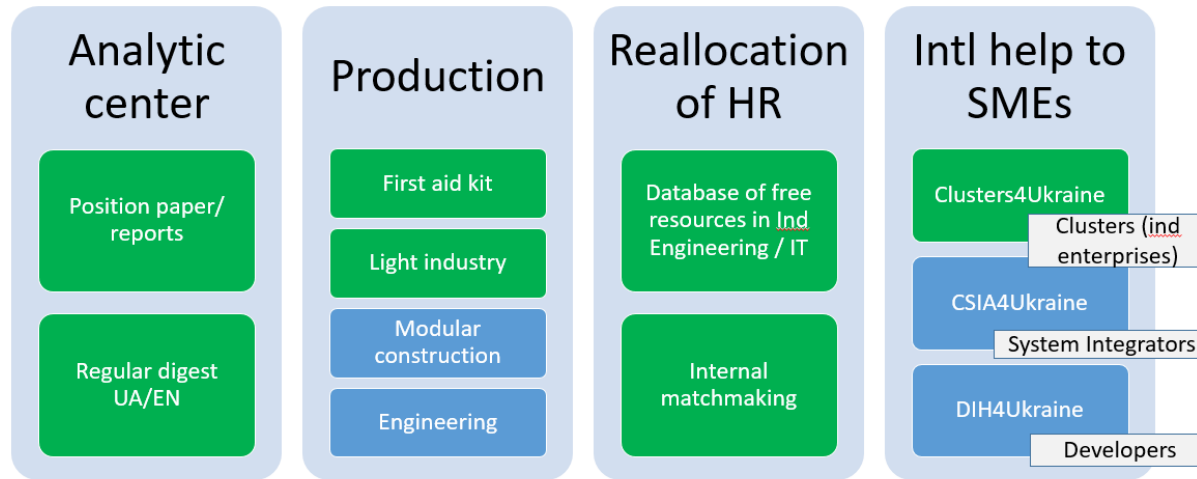 Analytic
center
Position paper/
reports
Regular digest
UA/EN
Production
First aid kit
Light industry
Modular
construction
Engineering
Reallocation
of HR
Database of free
resources in Ind
Engineering / IT
Internal
matchmaking
Intl help to
SMEs
Clusters4Ukraine
Clusters (ind
enterprises)
CSIA4Ukraine
System Integrators
DIH4Ukraine
Developers